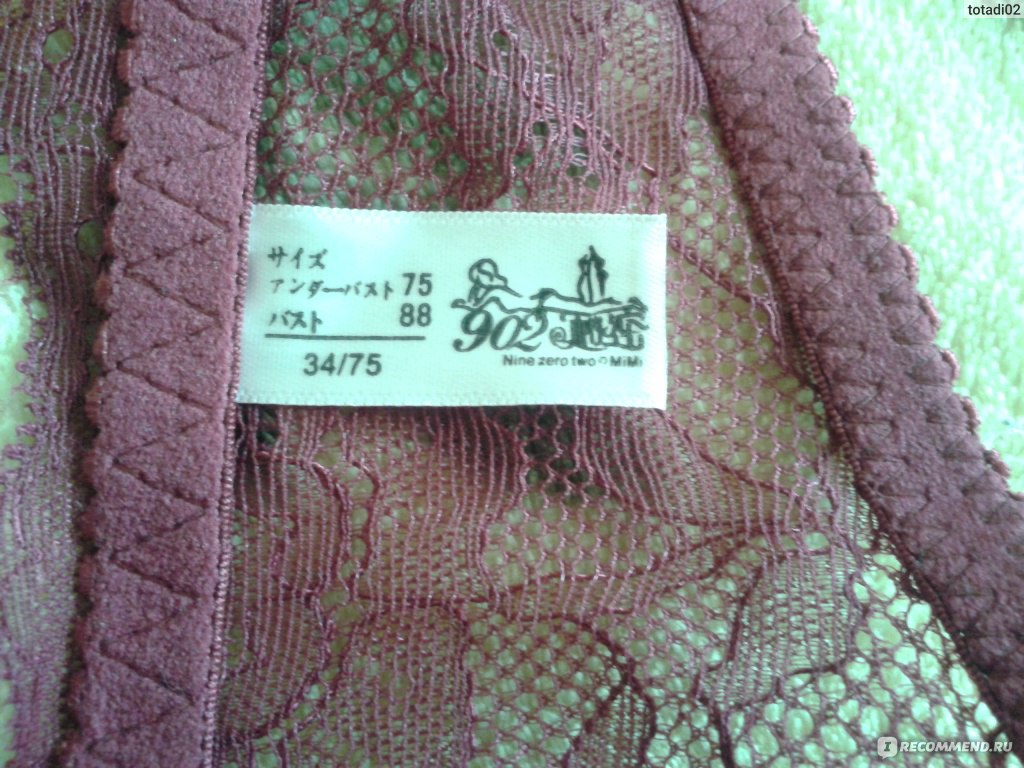 totadi02
サイズ
アンダーバスト 75
バスト 88
34/75
902
Nine zero two の MiMi
RECOMMEND.RU